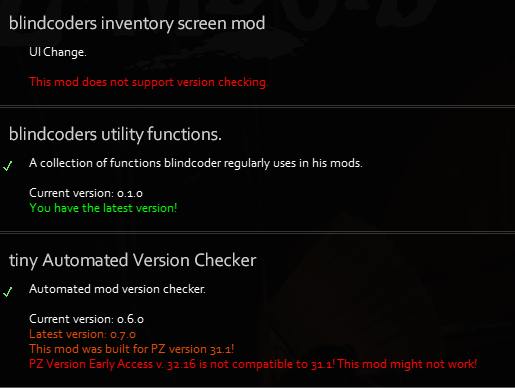 blindcoders inventory screen mod
UI Change.
This mod does not support version checking.
blindcoders utility functions.
A collection of functions blindcoder regularly uses in his mods.
Current version: 0.1.0
You have the latest version!
tiny Automated Version Checker
Automated mod version checker.
Current version: 0.6.0
Latest version: 0.7.0
This mod was built for PZ version 31.1!
PZ Version Early Access v. 32.16 is not compatible to 31.1! This mod might not work!